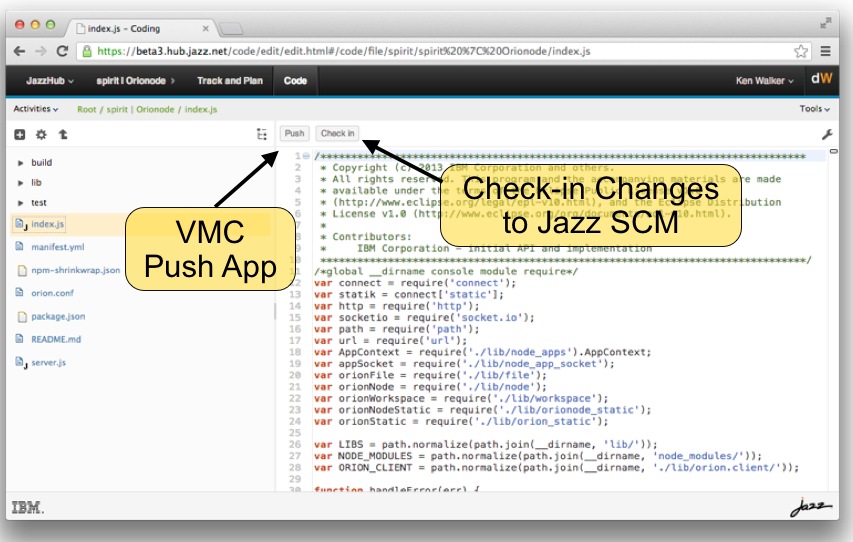 index.js - Coding
https://beta3.hub.jazz.net/code/edit/edit.html#/code/file/spirit/spirit%20%7C%20Orionode/index.js
JazzHub spirit | Orionode Track and Plan Code Ken Walker dW
Activities Root / spirit | Orionode / index.js Tools
Push Check in
build
lib
test
index.js
manifest.yml
npm-shrinkwrap.json
orion.conf
package.json
README.md
server.js
VMC
Push App
Check-in Changes
to Jazz SCM
1 /*******************************************************************************
2 * Copyright (c) 2013 IBM Corporation and others.
3 * All rights reserved. This program and the accompanying materials are made
4 * available under the
5 * (http://www.eclipse.org/legal/epl-v10.html), and the Eclipse Distribution
6 * License v1.0 (http://www.eclipse.org/org/documents/edl-v10.html).
7 *
8 * Contributors:
9 * IBM Corporation - initial API and implementation
10 *******************************************************************************/
11 /*global __dirname console module require*/
12 var connect = require('connect');
13 var statik = connect['static'];
14 var http = require('http');
15 var socketio = require('socket.io');
16 var path = require('path');
17 var url = require('url');
18 var AppContext = require('./lib/node_apps').AppContext;
19 var appSocket = require('./lib/node_app_socket');
20 var orionFile = require('./lib/file');
21 var orionNode = require('./lib/node');
22 var orionWorkspace = require('./lib/workspace');
23 var orionNodeStatic = require('./lib/orionode_static');
24 var orionStatic = require('./lib/orion_static');
25
26 var LIBS = path.normalize(path.join(__dirname, 'lib/'));
27 var NODE_MODULES = path.normalize(path.join(__dirname, 'node_modules/'));
28 var ORION_CLIENT = path.normalize(path.join(__dirname, './lib/orion.client/'));
29
30 function handleError(err) {
IBM. Jazz